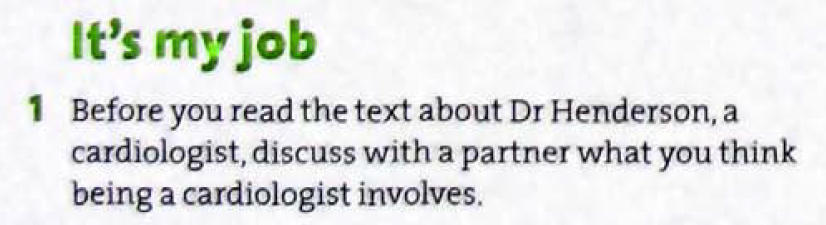 It's my job
1 Before you read the text about Dr Henderson, a
cardiologist, discuss with a partner what you think
being a cardiologist involves.